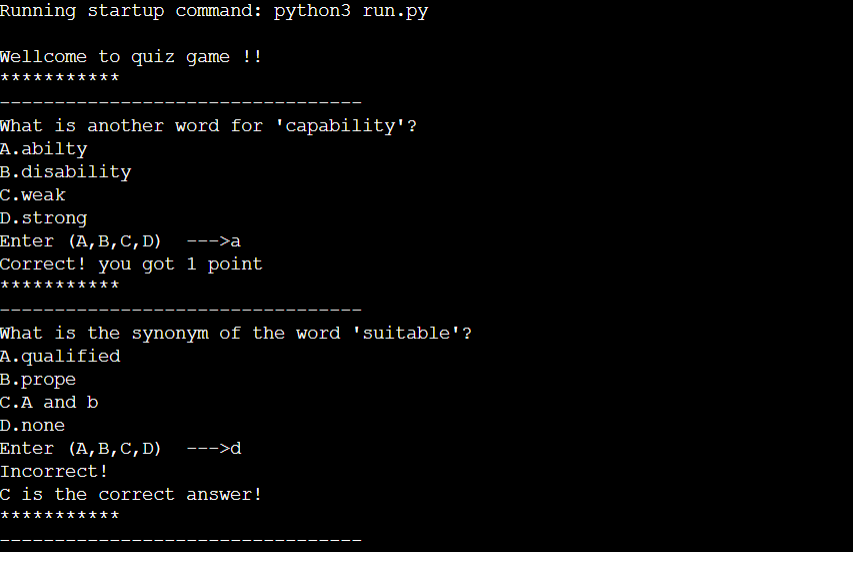 Running startup command: python3 run.py
Wellcome to quiz game !!
***********
---------------------------------
What is another word for 'capability'?
A.abilty
B.disability
C.weak
D.strong
Enter (A,B,C,D)  --->a
Correct! you got 1 point
***********
---------------------------------
What is the synonym of the word 'suitable'?
A.qualified
B.prope
C.A and b
D.none
Enter (A,B,C,D)  --->d
Incorrect!
C is the correct answer!
***********
---------------------------------